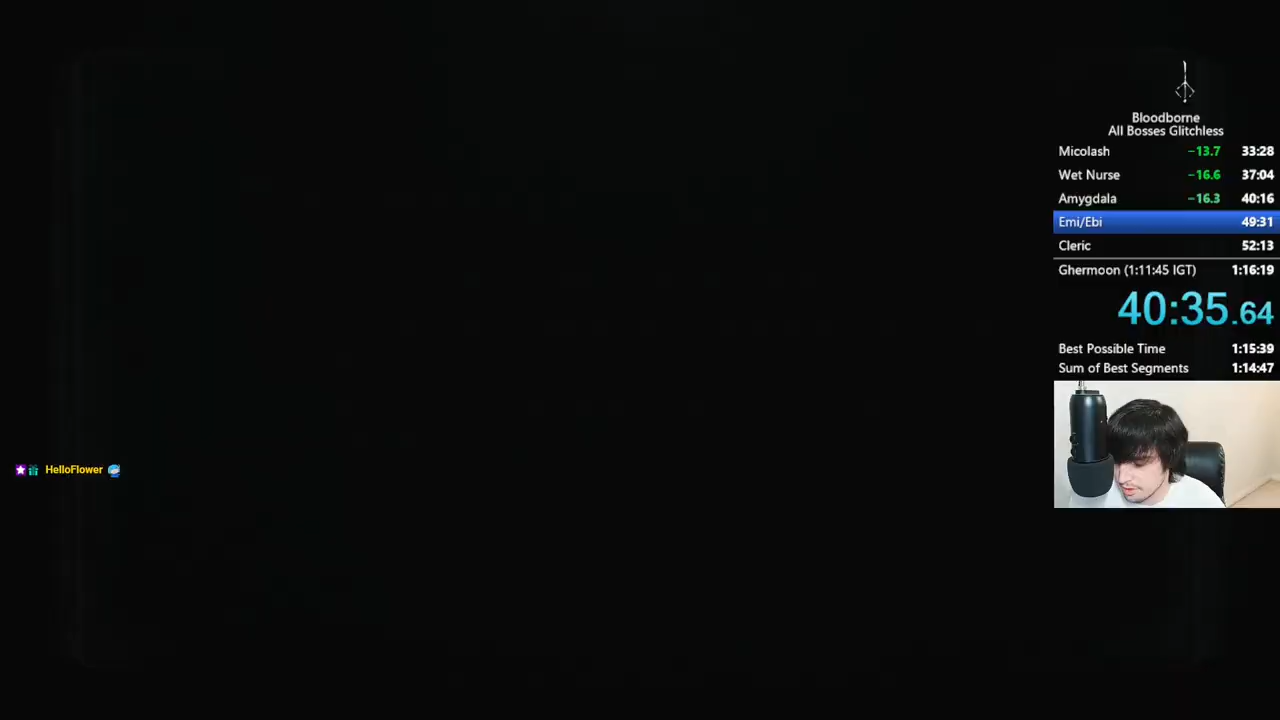 Bloodborne
All Bosses Glitchless
Micolash -13.7 33:28
Wet Nurse -16.6 37:04
Amygdala -16.3 40:16
Emi/Ebi 49:31
Cleric 52:13
Ghermoon (1:11:45 IGT) 1:16:19
40:35.64
Best Possible Time 1:15:39
Sum of Best Segments 1:14:47
HelloFlower